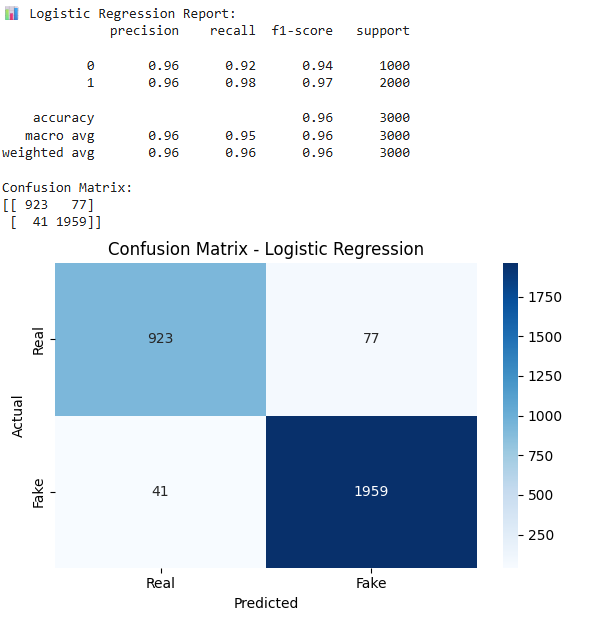 📊 Logistic Regression Report:
precision recall f1-score support
0 0.96 0.92 0.94 1000
1 0.96 0.98 0.97 2000
accuracy 0.96 3000
macro avg 0.96 0.95 0.96 3000
weighted avg 0.96 0.96 0.96 3000
Confusion Matrix:
[[ 923 77]
[ 41 1959]]
Confusion Matrix - Logistic Regression
Actual
Real
923
77
Fake
41
1959
Real
Fake
Predicted
1750
1500
1250
1000
750
500
250